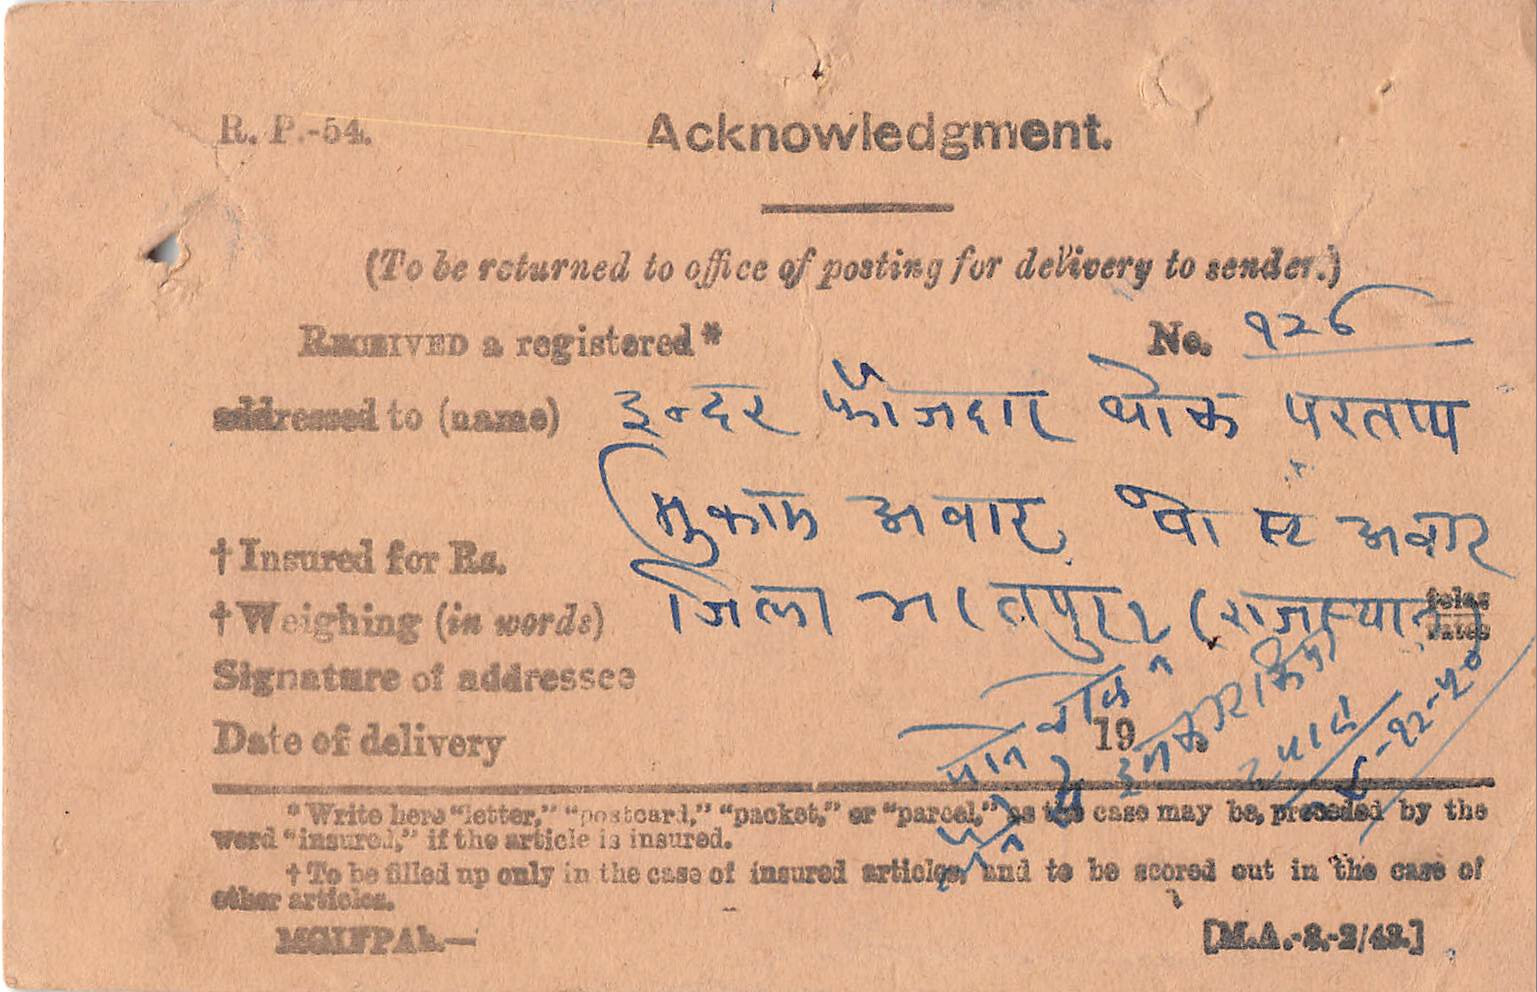 R. P.-54.
Acknowledgment.
(To be returned to office of posting for delivery to sender.)
RECEIVED a registered* No. १२६
addressed to (name) इन्दर फौजदार थोक परताप
मुकाम अवार पोस्ट अवार
† Insured for Rs.
जिला भरतपुर (राजस्थान)
† Weighing (in words) tolas
Signature of addressee
Date of delivery 19 .
इनकार किया
* Write here "letter," "postcard," "packet," or "parcel," as the case may be, preceded by the
word "insured," if the article is insured.
† To be filled up only in the case of insured articles, and to be scored out in the case of
other articles.
MGIFPAh.—
[M.A.-8.-2/48.]